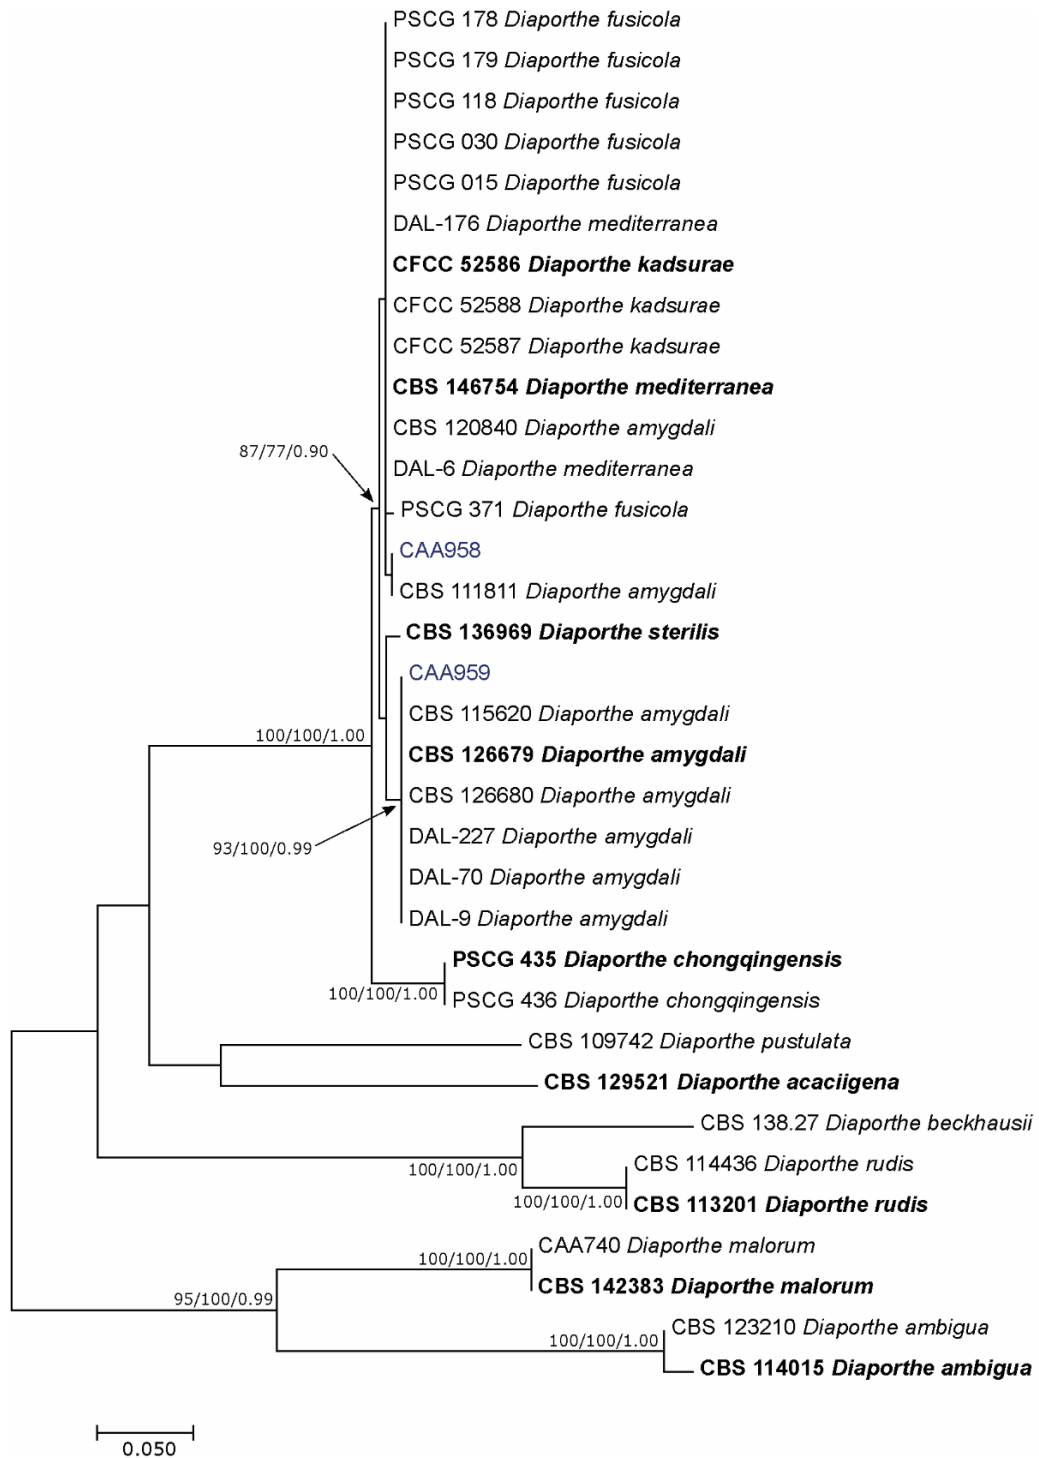 PSCG 178 Diaporthe fusicola
PSCG 179 Diaporthe fusicola
PSCG 118 Diaporthe fusicola
PSCG 030 Diaporthe fusicola
PSCG 015 Diaporthe fusicola
DAL-176 Diaporthe mediterranea
CFCC 52586 Diaporthe kadsurae
CFCC 52588 Diaporthe kadsurae
CFCC 52587 Diaporthe kadsurae
CBS 146754 Diaporthe mediterranea
CBS 120840 Diaporthe amygdali
87/77/0.90
DAL-6 Diaporthe mediterranea
PSCG 371 Diaporthe fusicola
CAA958
CBS 111811 Diaporthe amygdali
CBS 136969 Diaporthe sterilis
CAA959
CBS 115620 Diaporthe amygdali
100/100/1.00
CBS 126679 Diaporthe amygdali
CBS 126680 Diaporthe amygdali
DAL-227 Diaporthe amygdali
93/100/0.99
DAL-70 Diaporthe amygdali
DAL-9 Diaporthe amygdali
PSCG 435 Diaporthe chongqingensis
100/100/1.00
PSCG 436 Diaporthe chongqingensis
CBS 109742 Diaporthe pustulata
CBS 129521 Diaporthe acaciigena
CBS 138.27 Diaporthe beckhausii
CBS 114436 Diaporthe rudis
100/100/1.00
100/100/1.00
CBS 113201 Diaporthe rudis
CAA740 Diaporthe malorum
100/100/1.00
CBS 142383 Diaporthe malorum
95/100/0.99
CBS 123210 Diaporthe ambigua
100/100/1.00
CBS 114015 Diaporthe ambigua
0.050